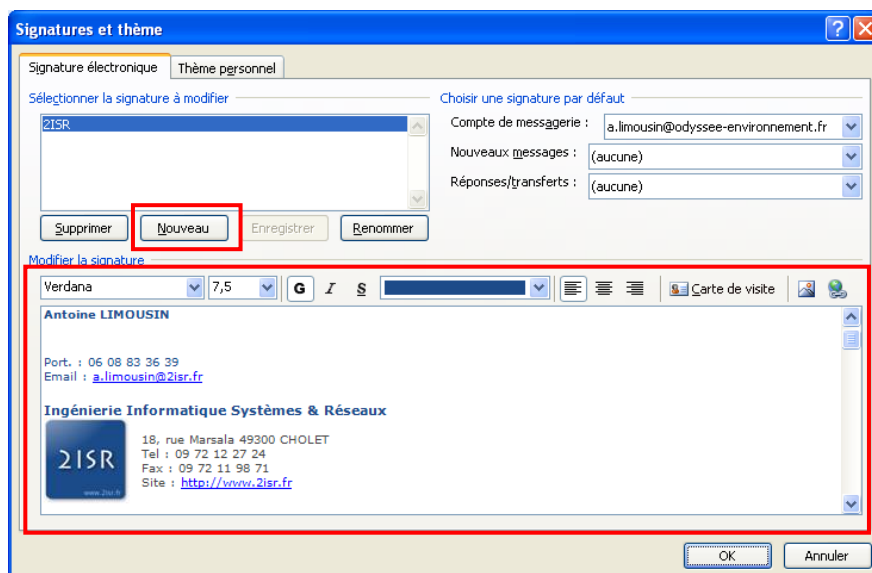 Signatures et thème
Signature électronique
Thème personnel
Sélectionner la signature à modifier
Choisir une signature par défaut
2ISR
Compte de messagerie :
a.limousin@odyssee-environnement.fr
Nouveaux messages :
(aucune)
Réponses/transferts :
(aucune)
Supprimer
Nouveau
Enregistrer
Renommer
Modifier la signature
Verdana
7,5
G
I
S
Carte de visite
Antoine LIMOUSIN
Port. : 06 08 83 36 39
Email : a.limousin@2isr.fr
Ingénierie Informatique Systèmes & Réseaux
2ISR
www.2isr.fr
18, rue Marsala 49300 CHOLET
Tel : 09 72 12 27 24
Fax : 09 72 11 98 71
Site : http://www.2isr.fr
OK
Annuler